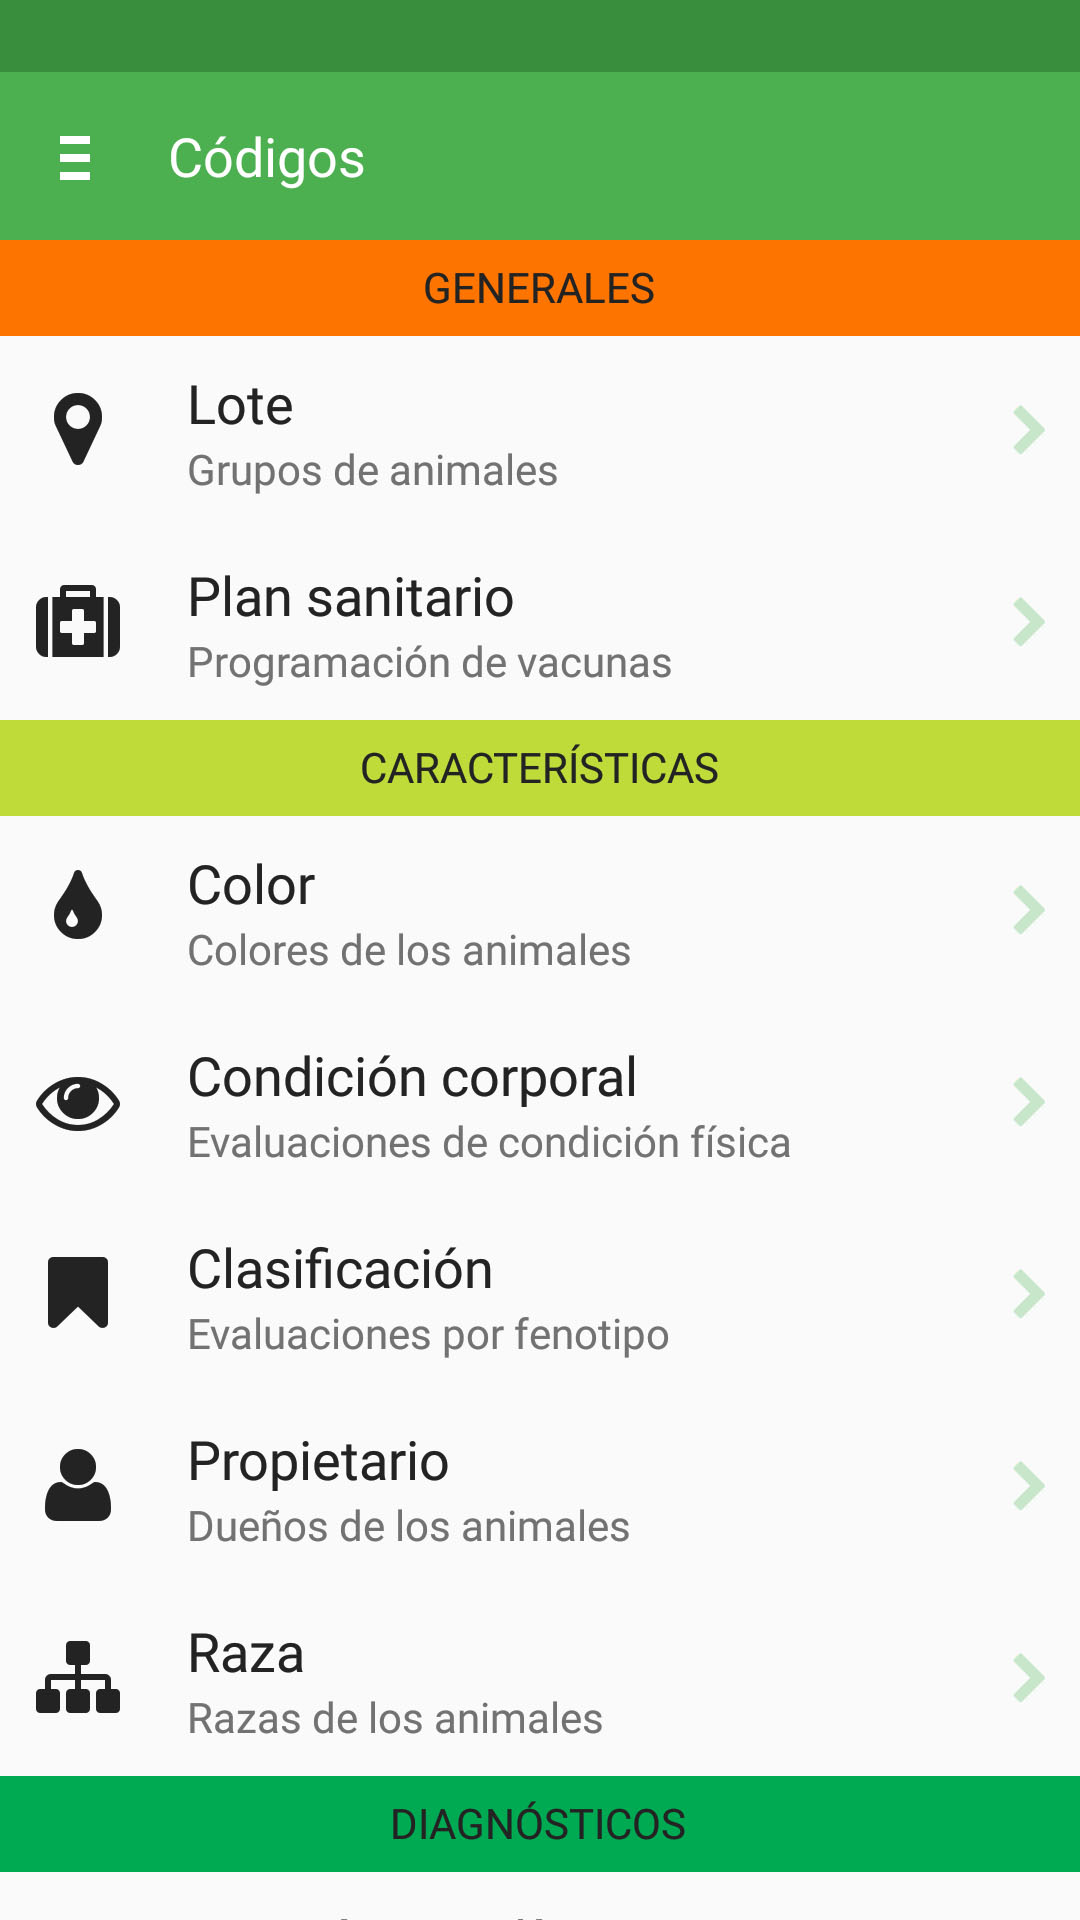 Códigos
GENERALES
Lote
Grupos de animales
Plan sanitario
Programación de vacunas
CARACTERÍSTICAS
Color
Colores de los animales
Condición corporal
Evaluaciones de condición física
Clasificación
Evaluaciones por fenotipo
Propietario
Dueños de los animales
Raza
Razas de los animales
DIAGNÓSTICOS